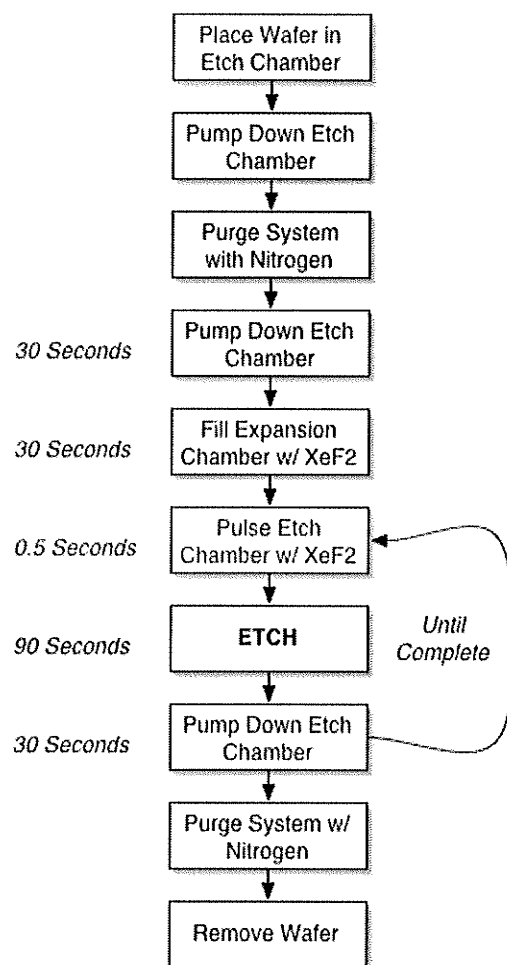 Place Wafer in
Etch Chamber
Pump Down Etch
Chamber
Purge System
with Nitrogen
30 Seconds
Pump Down Etch
Chamber
30 Seconds
Fill Expansion
Chamber w/ XeF2
0.5 Seconds
Pulse Etch
Chamber w/ XeF2
90 Seconds
ETCH
Until
Complete
30 Seconds
Pump Down Etch
Chamber
Purge System w/
Nitrogen
Remove Wafer